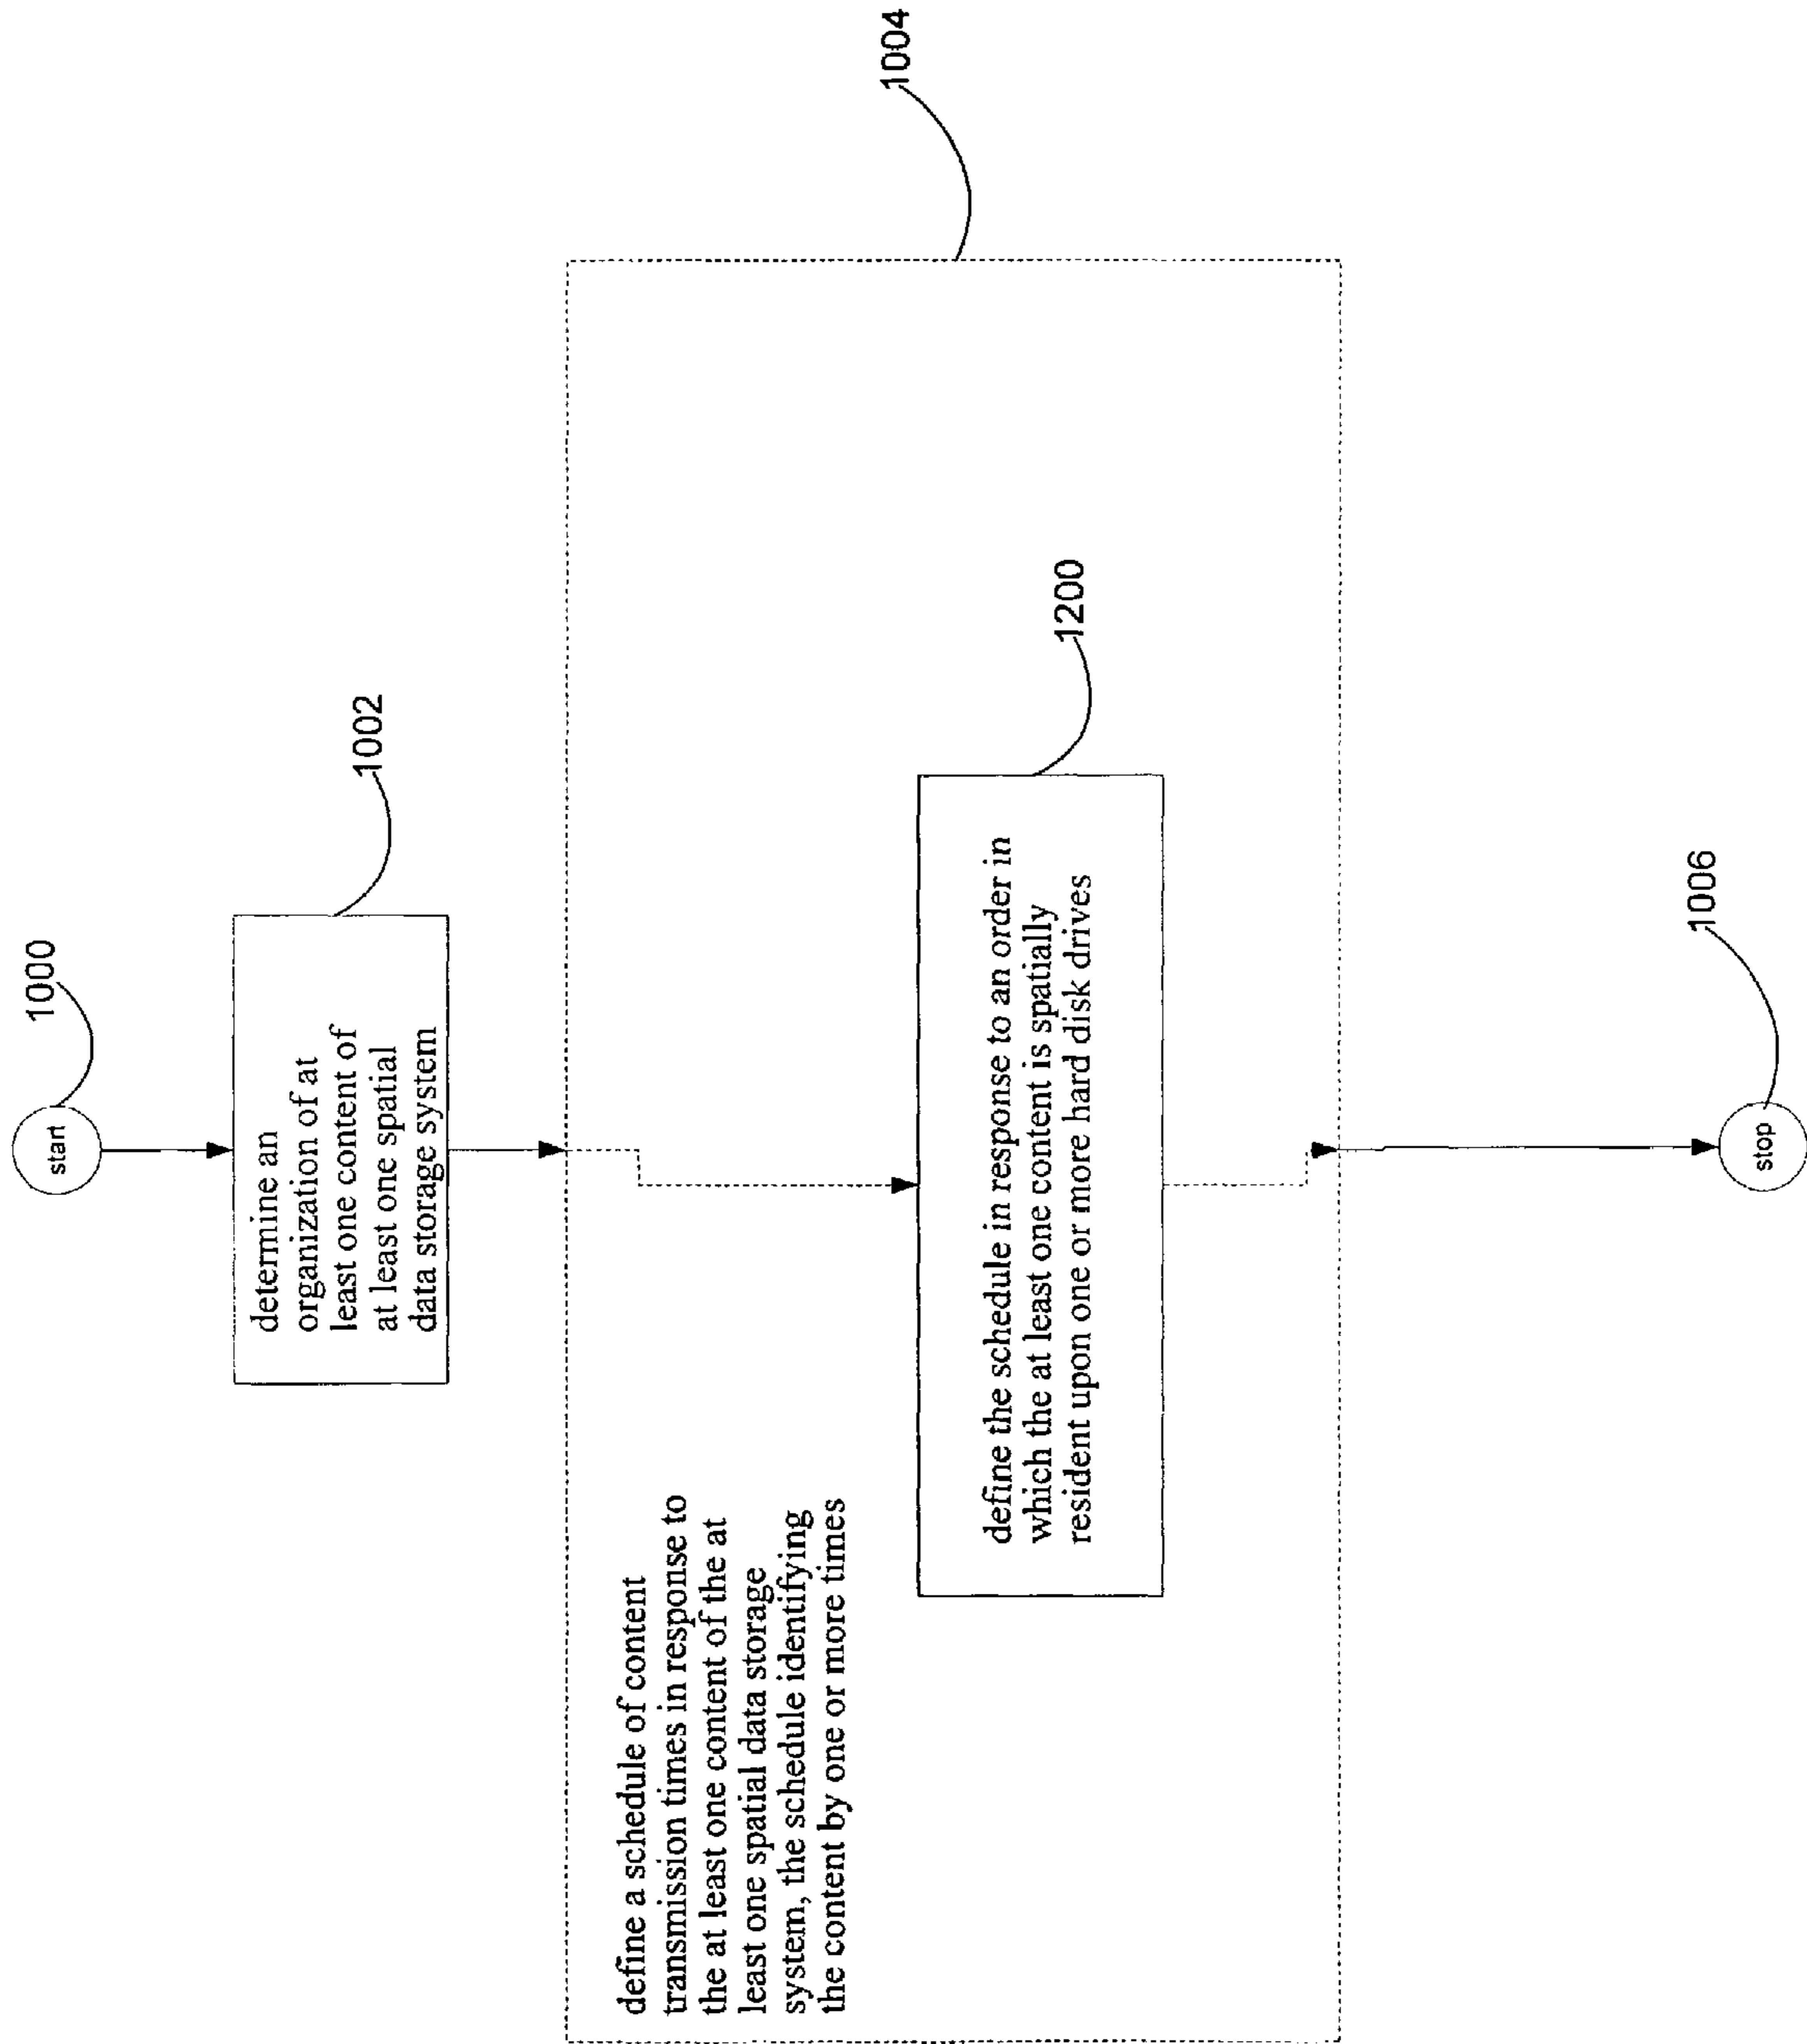 1000
start
determine an
organization of at
least one content of
at least one spatial
data storage system
1002
define a schedule of content
transmission times in response to
the at least one content of the at
least one spatial data storage
system, the schedule identifying
the content by one or more times
1004
define the schedule in response to an order in
which the at least one content is spatially
resident upon one or more hard disk drives
1200
stop
1006